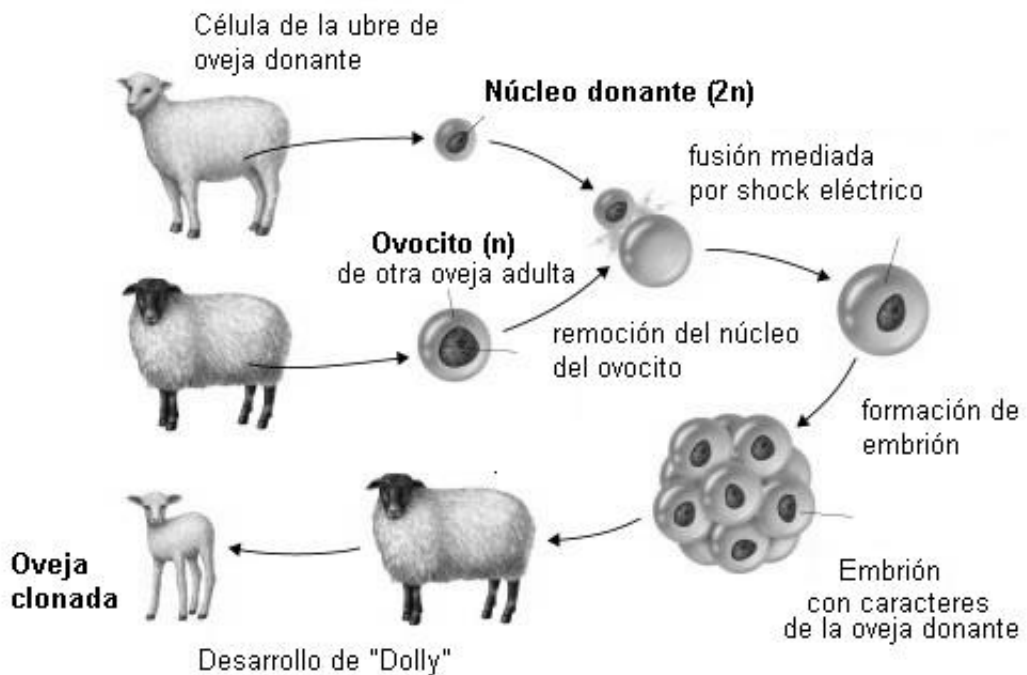 Célula de la ubre de
oveja donante
Núcleo donante (2n)
fusión mediada
por shock eléctrico
Ovocito (n)
de otra oveja adulta
remoción del núcleo
del ovocito
formación de
embrión
Embrión
con caracteres
de la oveja donante
Oveja
clonada
Desarrollo de "Dolly"